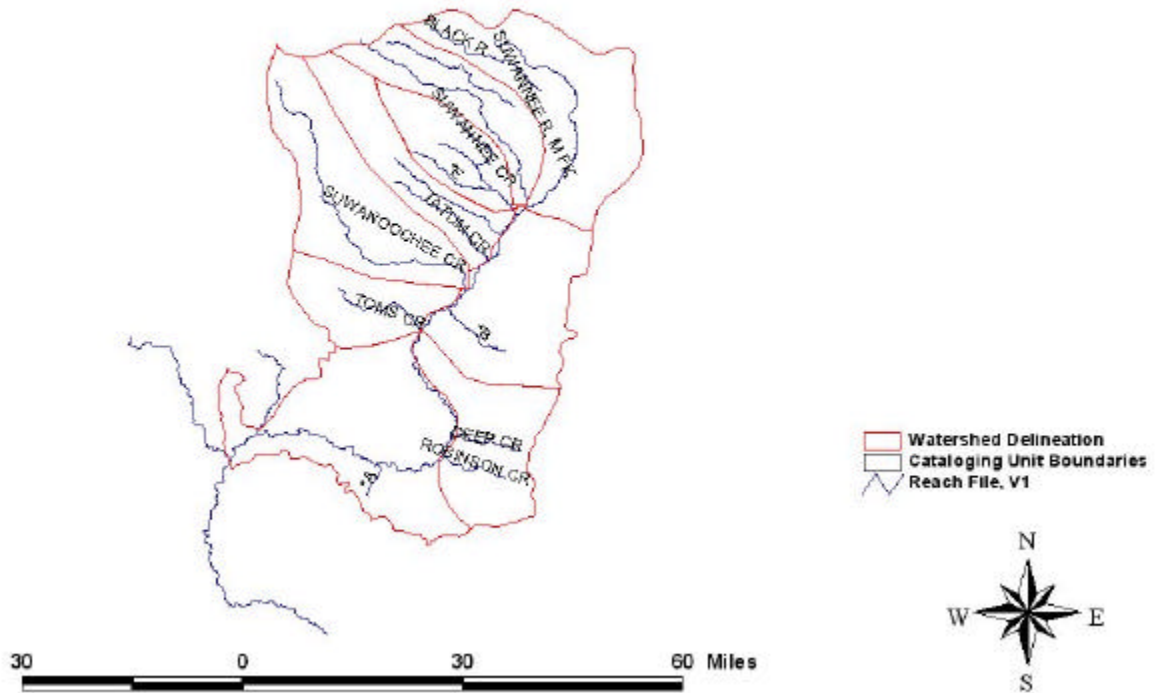 BLACK R.
SUWANNEE R, M FK
SUWANNEE CR
*E
TATUM CR
SUWANOOCHEE CR
TOMS CR
*B
DEEP CR
ROBINSON CR
*A
Watershed Delineation
Cataloging Unit Boundaries
Reach File, V1
N
W E
S
30 0 30 60 Miles